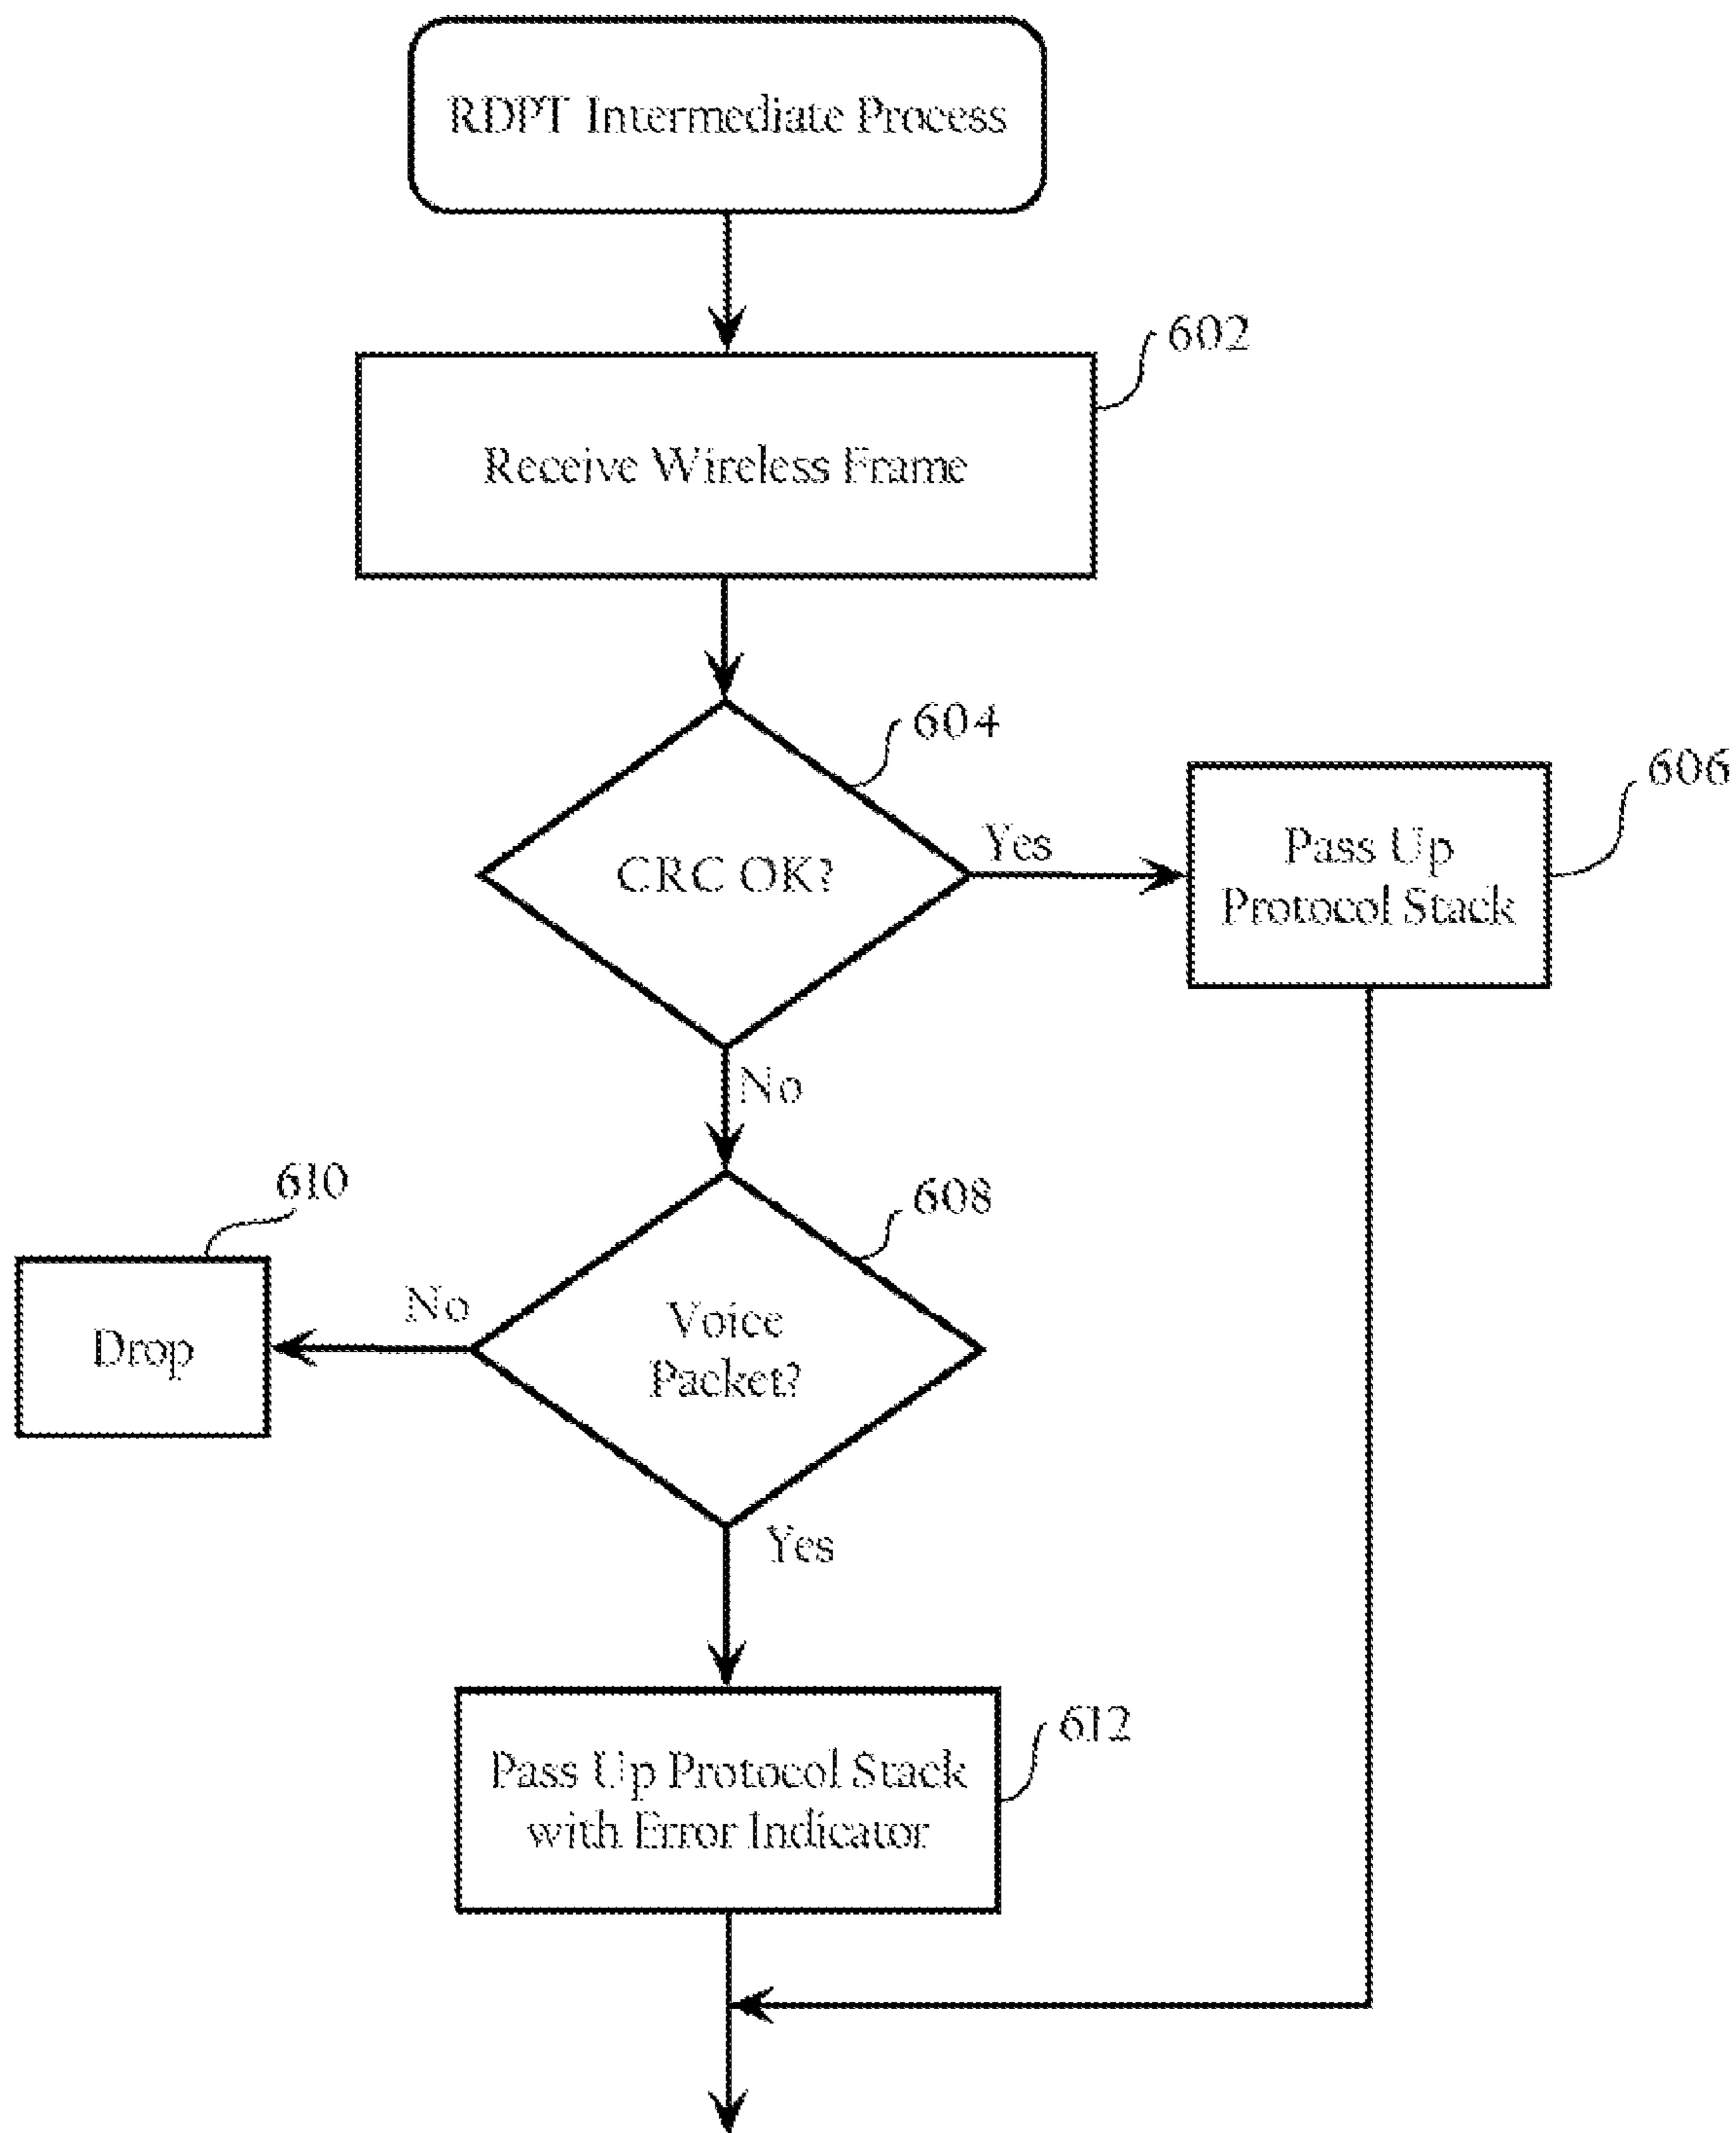 RDPT Intermediate Process
602
Receive Wireless Frame
604
606
CRC OK?
Yes
Pass Up
Protocol Stack
No
610
608
No
Voice
Packet?
Drop
Yes
612
Pass Up Protocol Stack
with Error Indicator